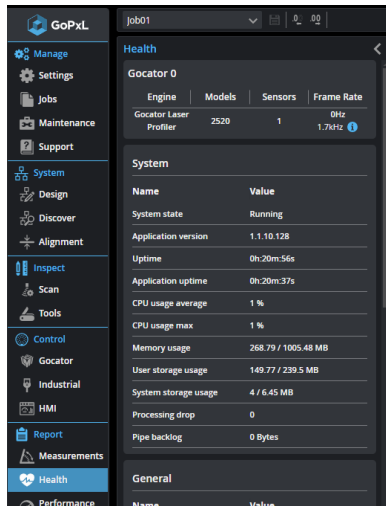 GoPxL
Job01
Manage
Settings
Jobs
Maintenance
Support
System
Design
Discover
Alignment
Inspect
Scan
Tools
Control
Gocator
Industrial
HMI
Report
Measurements
Health
Performance
Health
Gocator 0
Engine Models Sensors Frame Rate
Gocator Laser Profiler 2520 1 0Hz
1.7kHz
System
Name Value
System state Running
Application version 1.1.10.128
Uptime 0h:20m:56s
Application uptime 0h:20m:37s
CPU usage average 1 %
CPU usage max 1 %
Memory usage 268.79 / 1005.48 MB
User storage usage 149.77 / 239.5 MB
System storage usage 4 / 6.45 MB
Processing drop 0
Pipe backlog 0 Bytes
General
Name Value